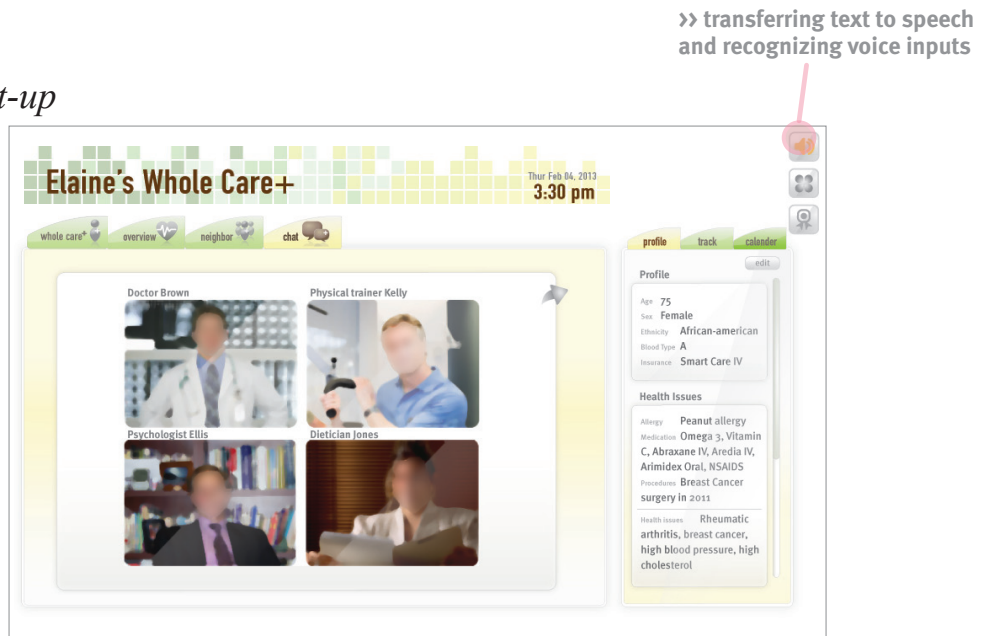 >> transferring text to speech
and recognizing voice inputs
t-up
Elaine's Whole Care+
Thur Feb 04, 2013
3:30 pm
whole care+
overview
neighbor
chat
Doctor Brown
Physical trainer Kelly
Psychologist Ellis
Dietician Jones
profile
track
calander
edit
Profile
Age 75
Sex Female
Ethnicity African-american
Blood Type A
Insurance Smart Care IV
Health Issues
Allergy Peanut allergy
Medication Omega 3, Vitamin
C, Abraxane IV, Aredia IV,
Arimidex Oral, NSAIDS
Procedures Breast Cancer
surgery in 2011
Health issues Rheumatic
arthritis, breast cancer,
high blood pressure, high
cholesterol